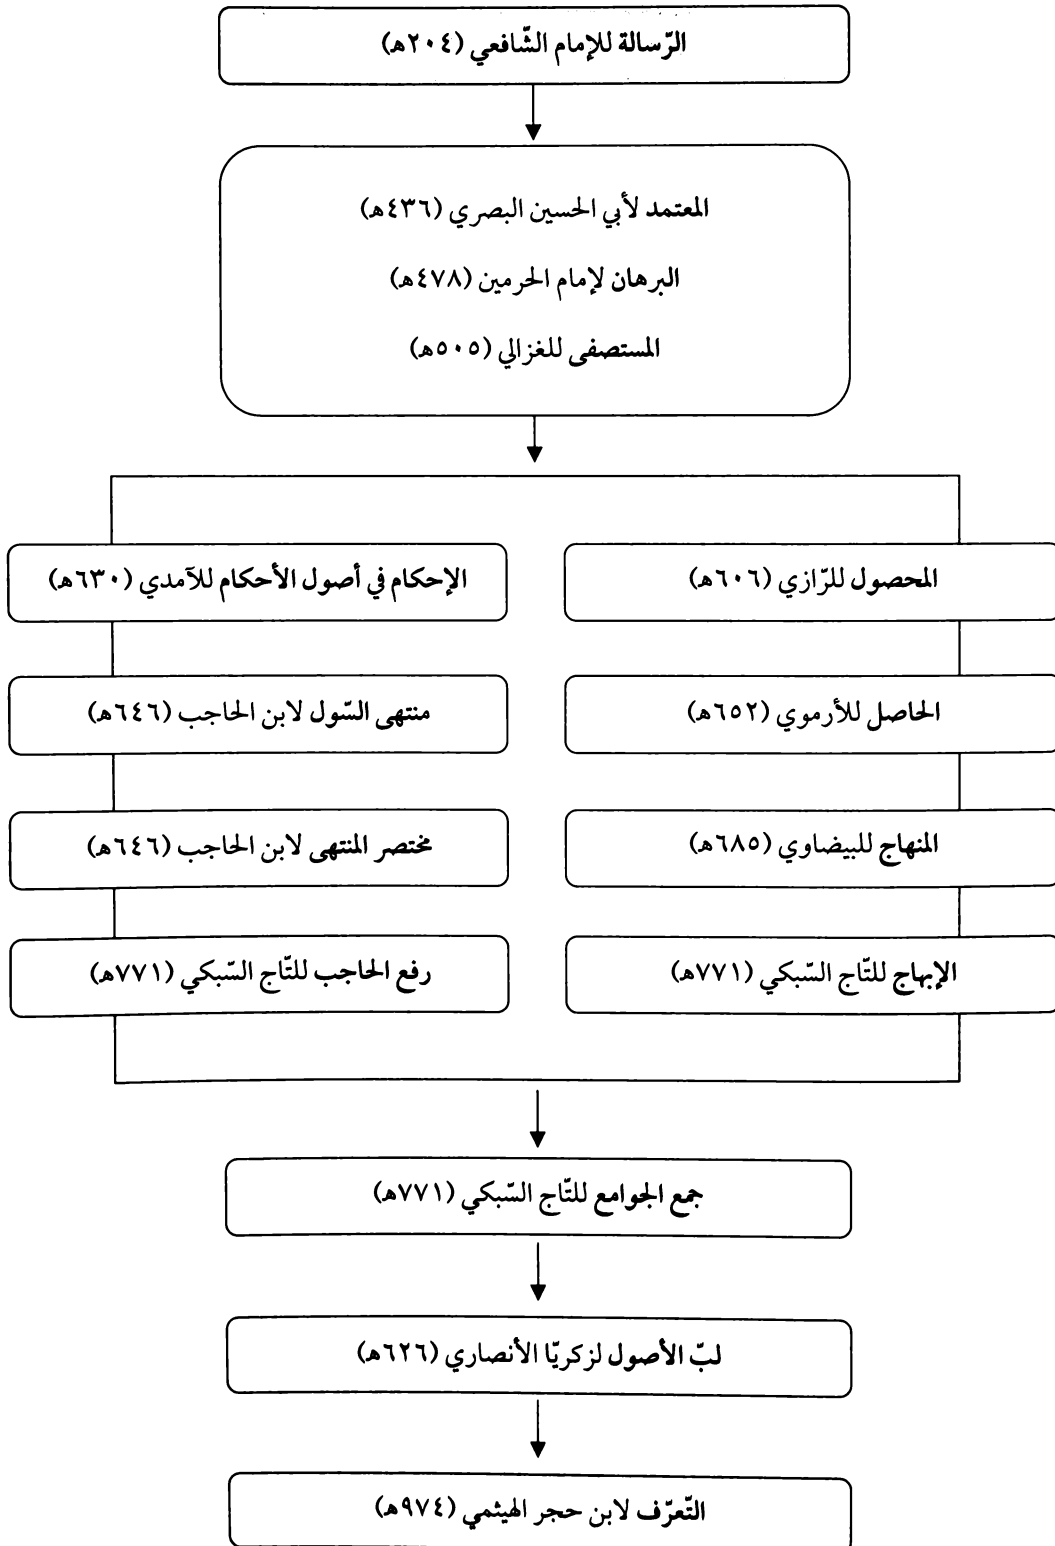 الرّسالة للإمام الشّافعي (٢٠٤هـ)
المعتمد لأبي الحسين البصري (٤٣٦هـ)
البرهان لإمام الحرمين (٤٧٨هـ)
المستصفى للغزالي (٥٠٥هـ)
المحصول للرّازي (٦٠٦هـ)
الإحكام في أصول الأحكام للآمدي (٦٣٠هـ)
الحاصل للأرموي (٦٥٢هـ)
منتهى السّول لابن الحاجب (٦٤٦هـ)
المنهاج للبيضاوي (٦٨٥هـ)
مختصر المنتهى لابن الحاجب (٦٤٦هـ)
الإبهاج للتّاج السّبكي (٧٧١هـ)
رفع الحاجب للتّاج السّبكي (٧٧١هـ)
جمع الجوامع للتّاج السّبكي (٧٧١هـ)
لبّ الأصول لزكريّا الأنصاري (٦٢٦هـ)
التّعرّف لابن حجر الهيثمي (٩٧٤هـ)